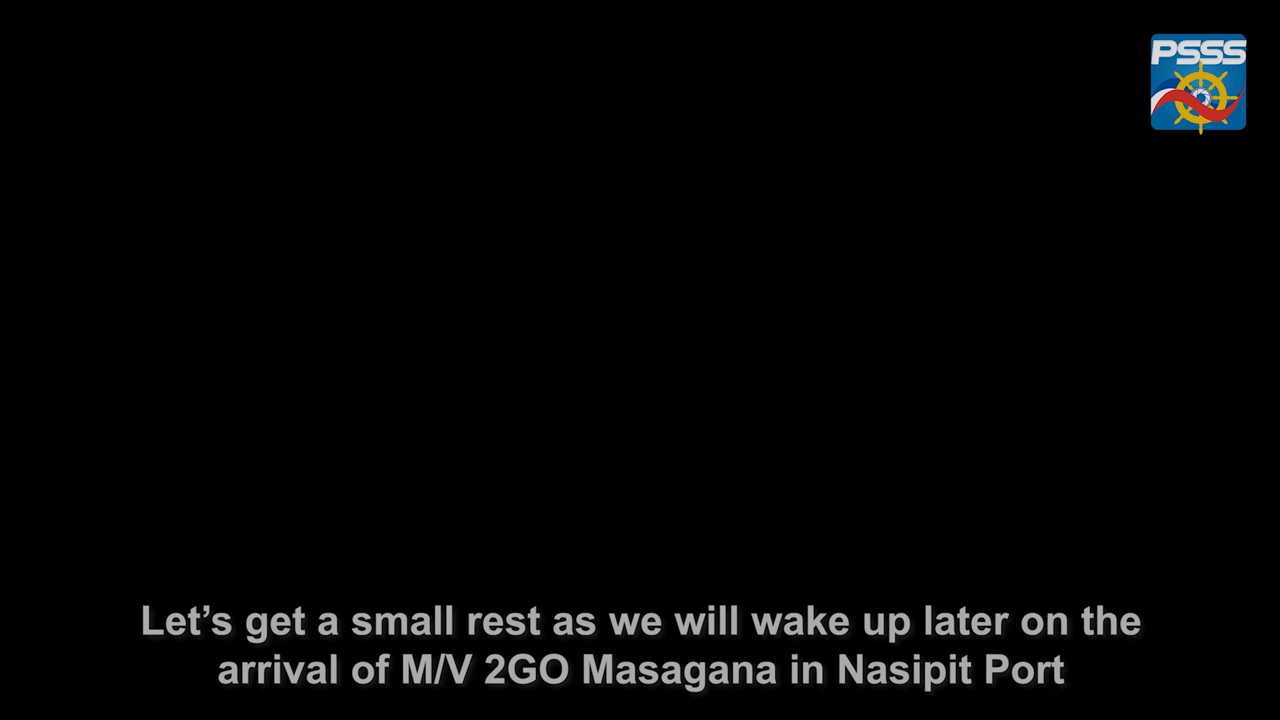 PSSS
Let’s get a small rest as we will wake up later on the
arrival of M/V 2GO Masagana in Nasipit Port